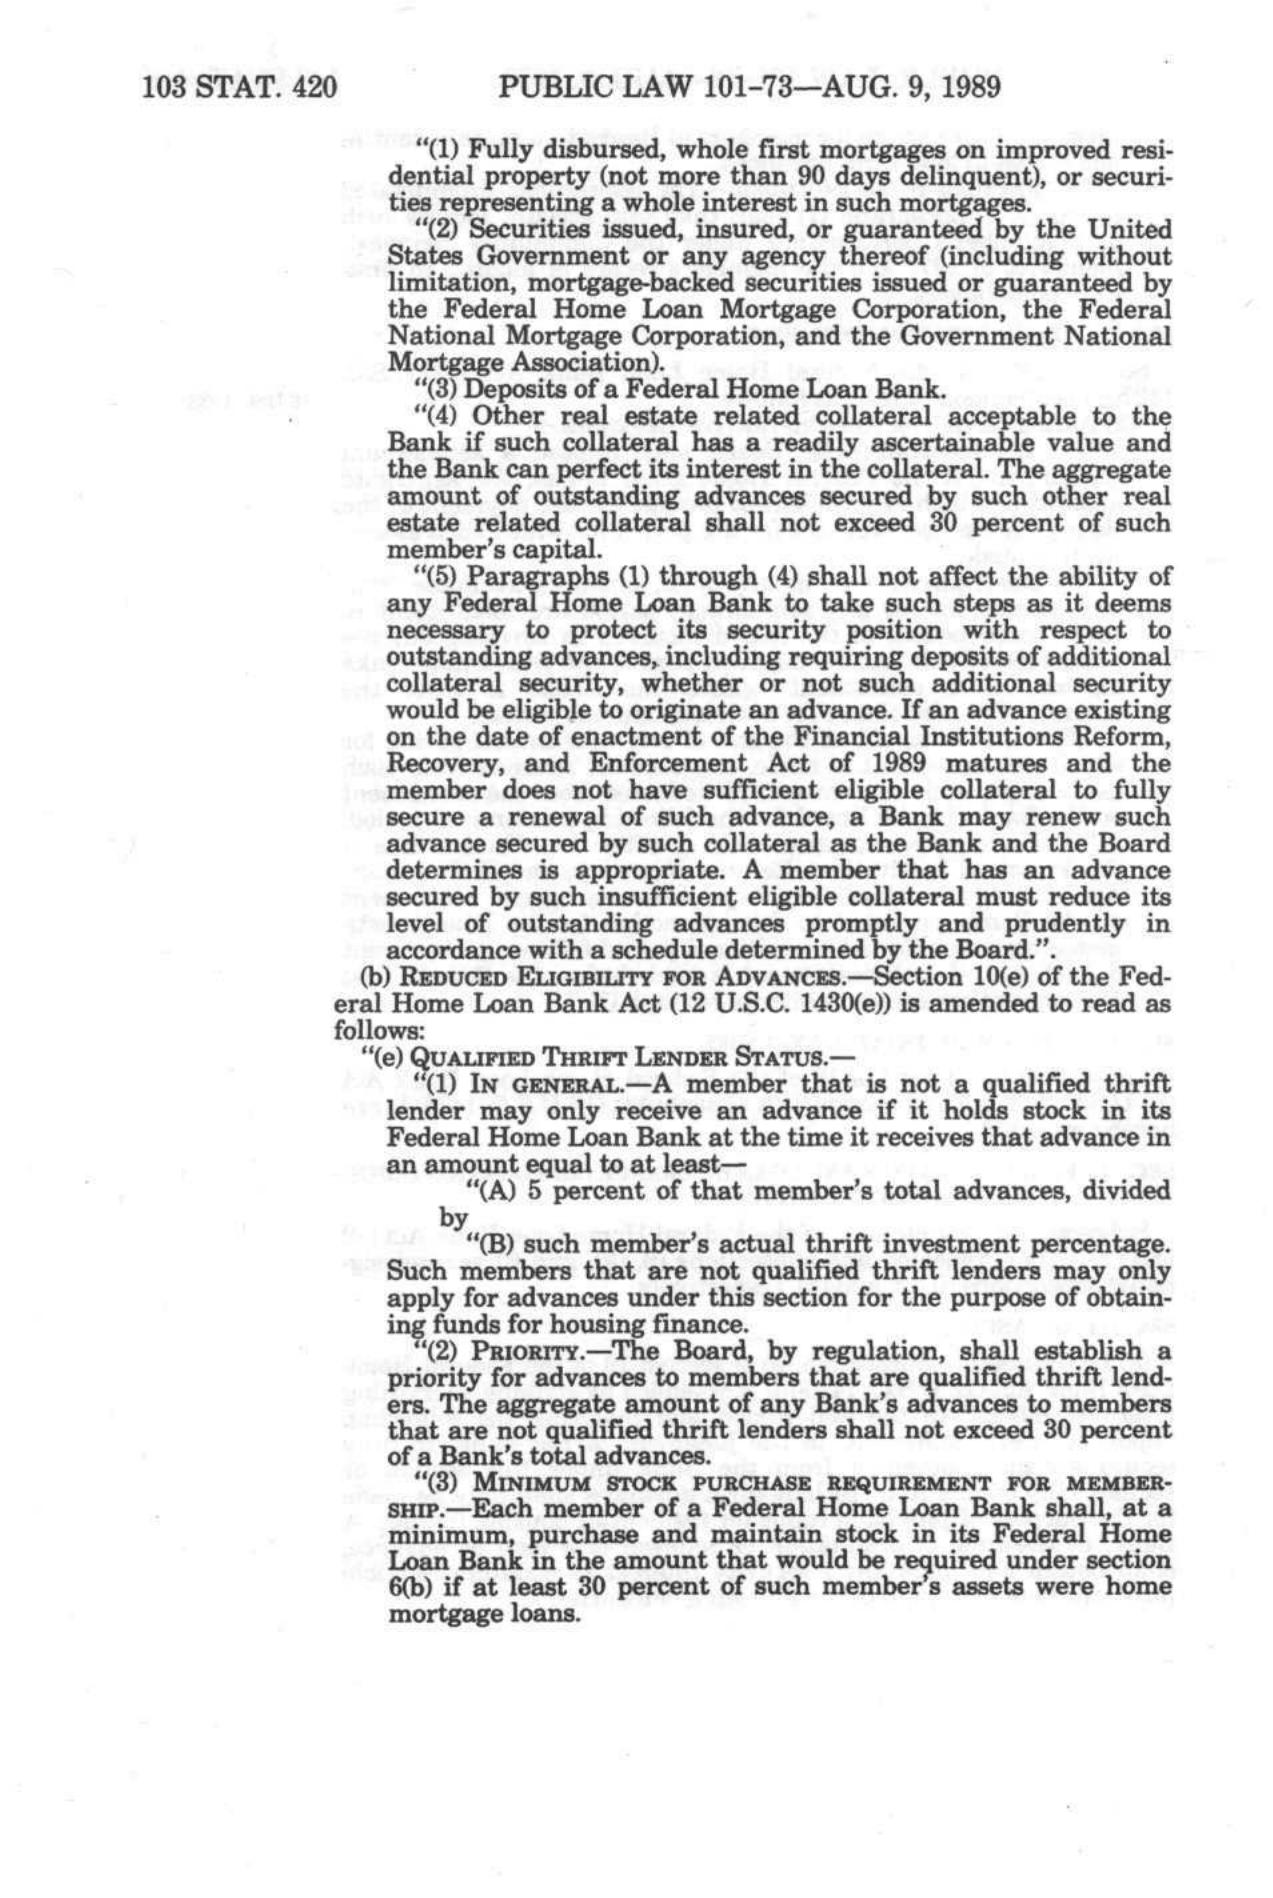 103 STAT. 420 PUBLIC LAW 101–73—AUG. 9, 1989
"(1) Fully disbursed, whole first mortgages on improved resi-
dential property (not more than 90 days delinquent), or securi-
ties representing a whole interest in such mortgages.
"(2) Securities issued, insured, or guaranteed by the United
States Government or any agency thereof (including without
limitation, mortgage-backed securities issued or guaranteed by
the Federal Home Loan Mortgage Corporation, the Federal
National Mortgage Corporation, and the Government National
Mortgage Association).
"(3) Deposits of a Federal Home Loan Bank.
"(4) Other real estate related collateral acceptable to the
Bank if such collateral has a readily ascertainable value and
the Bank can perfect its interest in the collateral. The aggregate
amount of outstanding advances secured by such other real
estate related collateral shall not exceed 30 percent of such
member's capital.
"(5) Paragraphs (1) through (4) shall not affect the ability of
any Federal Home Loan Bank to take such steps as it deems
necessary to protect its security position with respect to
outstanding advances, including requiring deposits of additional
collateral security, whether or not such additional security
would be eligible to originate an advance. If an advance existing
on the date of enactment of the Financial Institutions Reform,
Recovery, and Enforcement Act of 1989 matures and the
member does not have sufficient eligible collateral to fully
secure a renewal of such advance, a Bank may renew such
advance secured by such collateral as the Bank and the Board
determines is appropriate. A member that has an advance
secured by such insufficient eligible collateral must reduce its
level of outstanding advances promptly and prudently in
accordance with a schedule determined by the Board.".
(b) REDUCED ELIGIBILITY FOR ADVANCES.—Section 10(e) of the Fed-
eral Home Loan Bank Act (12 U.S.C. 1430(e)) is amended to read as
follows:
"(e) QUALIFIED THRIFT LENDER STATUS.—
"(1) IN GENERAL.—A member that is not a qualified thrift
lender may only receive an advance if it holds stock in its
Federal Home Loan Bank at the time it receives that advance in
an amount equal to at least—
"(A) 5 percent of that member's total advances, divided
by
"(B) such member's actual thrift investment percentage.
Such members that are not qualified thrift lenders may only
apply for advances under this section for the purpose of obtain-
ing funds for housing finance.
"(2) PRIORITY.—The Board, by regulation, shall establish a
priority for advances to members that are qualified thrift lend-
ers. The aggregate amount of any Bank's advances to members
that are not qualified thrift lenders shall not exceed 30 percent
of a Bank's total advances.
"(3) MINIMUM STOCK PURCHASE REQUIREMENT FOR MEMBER-
SHIP.—Each member of a Federal Home Loan Bank shall, at a
minimum, purchase and maintain stock in its Federal Home
Loan Bank in the amount that would be required under section
6(b) if at least 30 percent of such member's assets were home
mortgage loans.